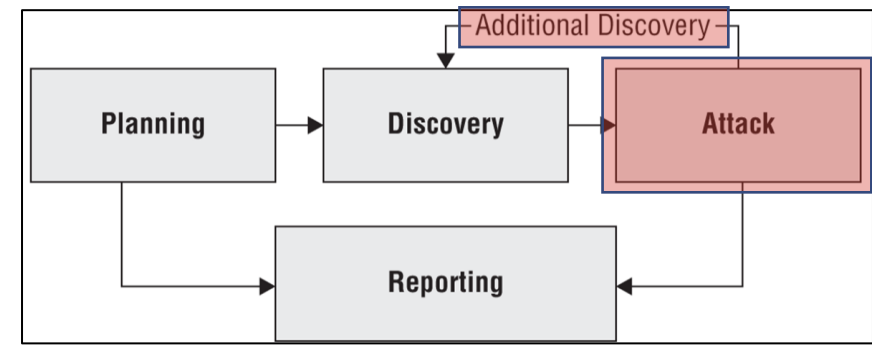 Additional Discovery
Planning
Discovery
Attack
Reporting